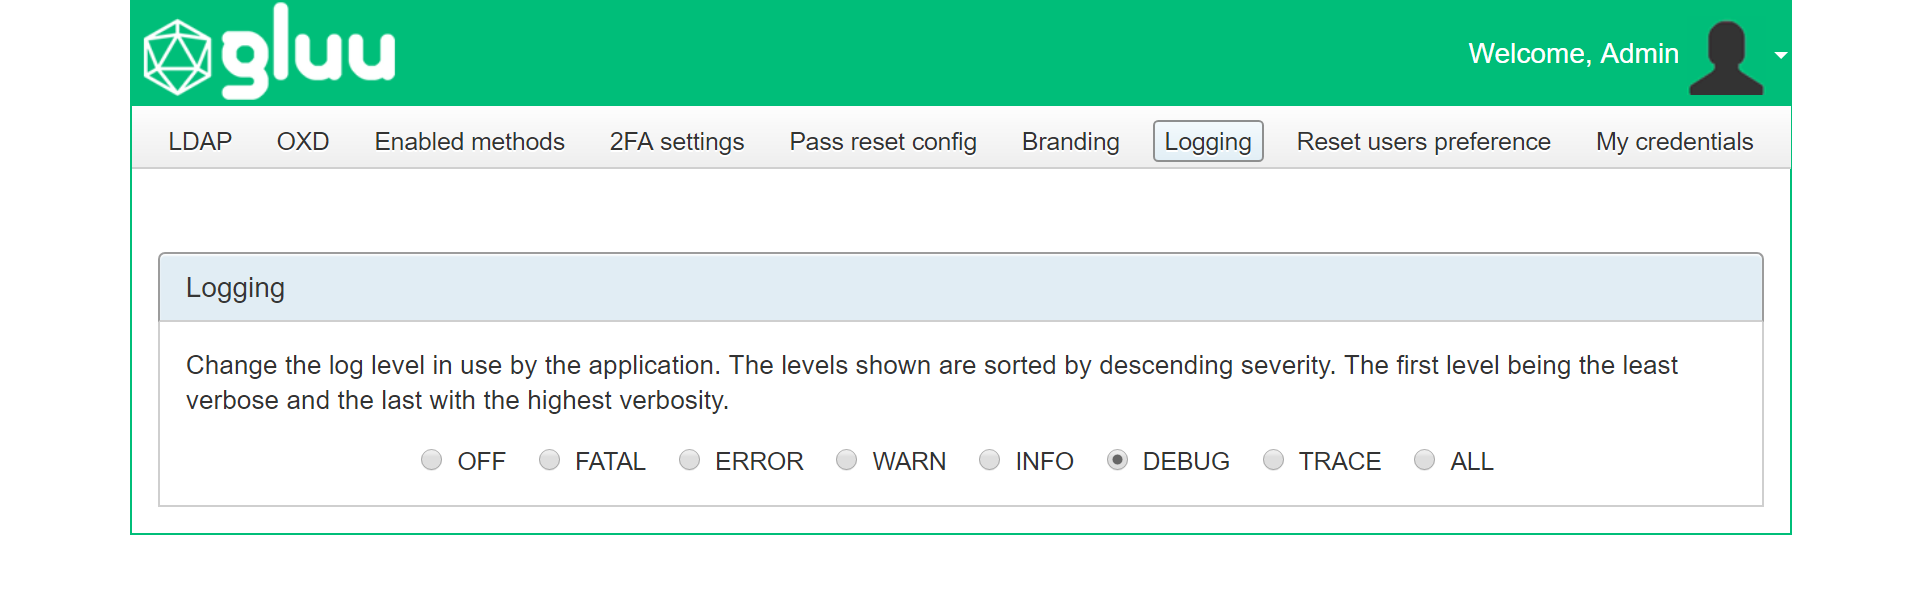 gluu
Welcome, Admin
LDAP OXD Enabled methods 2FA settings Pass reset config Branding Logging Reset users preference My credentials
Logging
Change the log level in use by the application. The levels shown are sorted by descending severity. The first level being the least
verbose and the last with the highest verbosity.
OFF FATAL ERROR WARN INFO DEBUG TRACE ALL